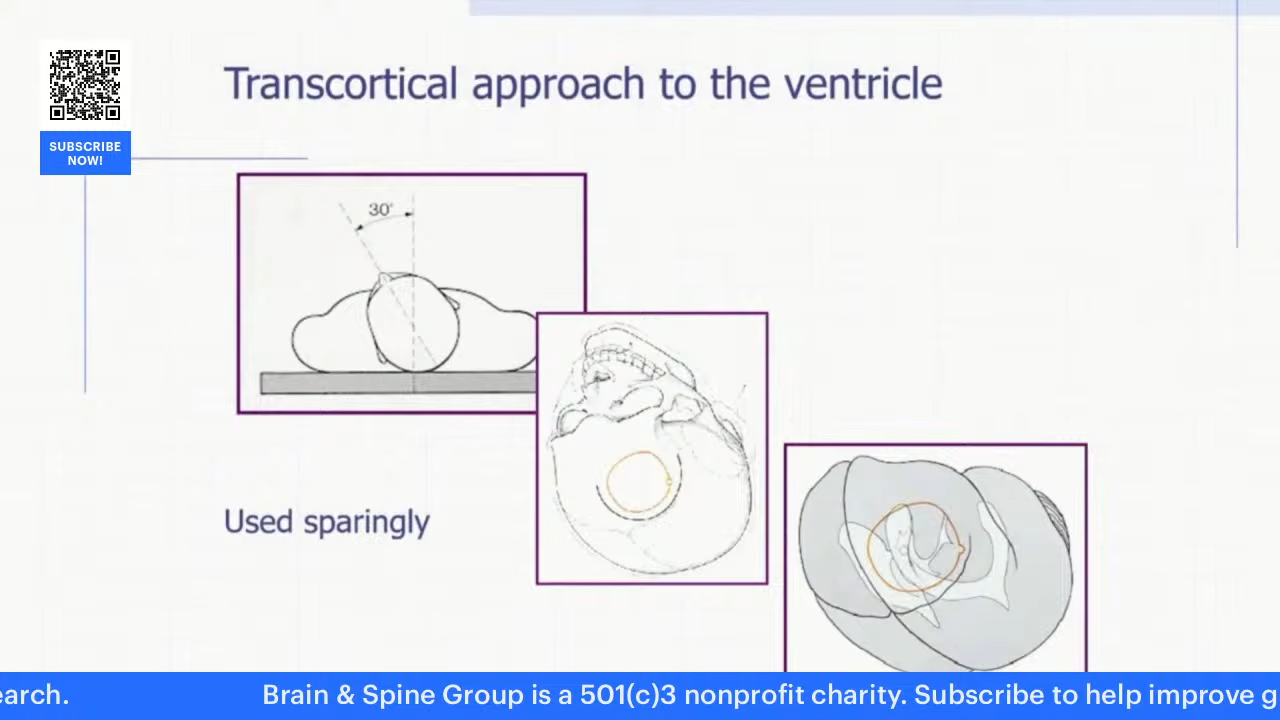 Transcortical approach to the ventricle
SUBSCRIBE
NOW!
30°
Used sparingly
earch. Brain & Spine Group is a 501(c)3 nonprofit charity. Subscribe to help improve g